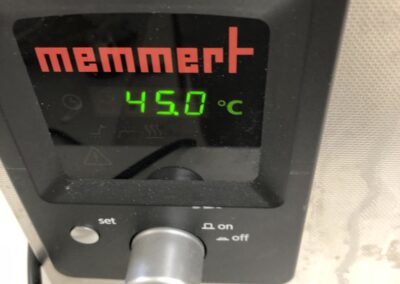 memmert
45.0 °C
set
on
off